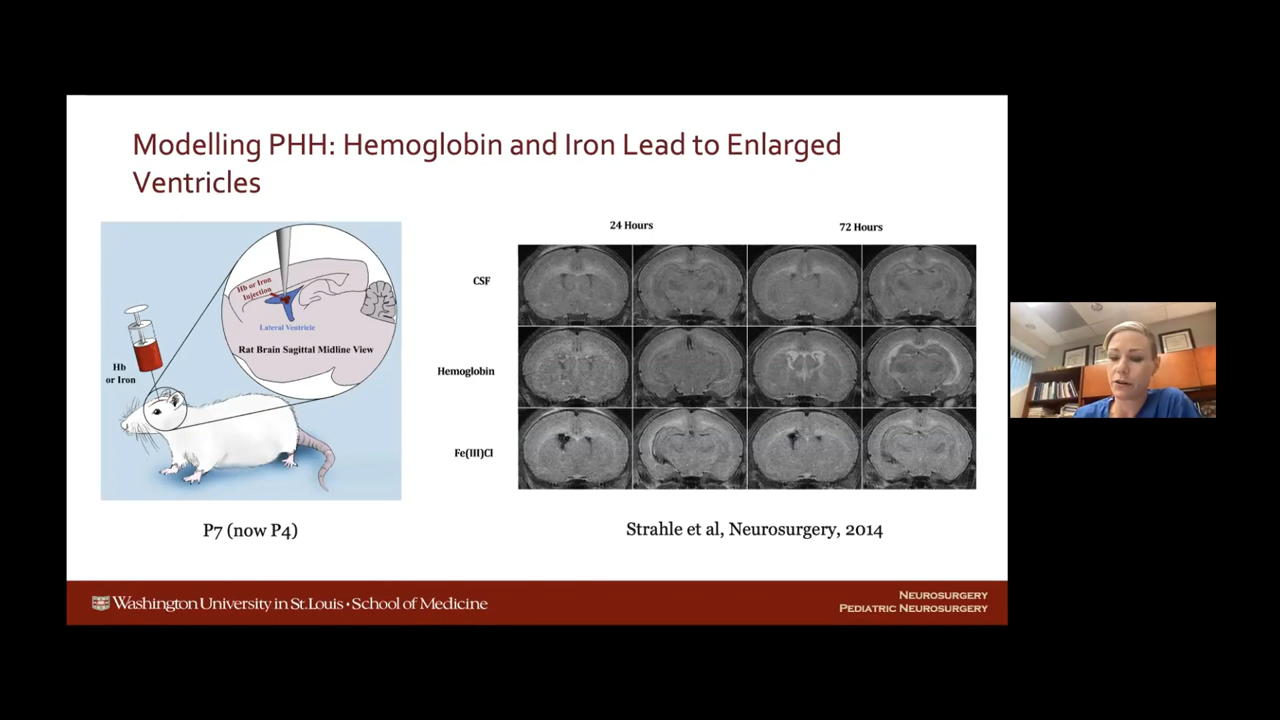 Modelling PHH: Hemoglobin and Iron Lead to Enlarged
Ventricles
Hb or Iron
Injection
Lateral Ventricle
Rat Brain Sagittal Midline View
Hb
or Iron
P7 (now P4)
24 Hours
72 Hours
CSF
Hemoglobin
Fe(III)Cl
Strahle et al, Neurosurgery, 2014
Washington University in St. Louis • School of Medicine
NEUROSURGERY
PEDIATRIC NEUROSURGERY